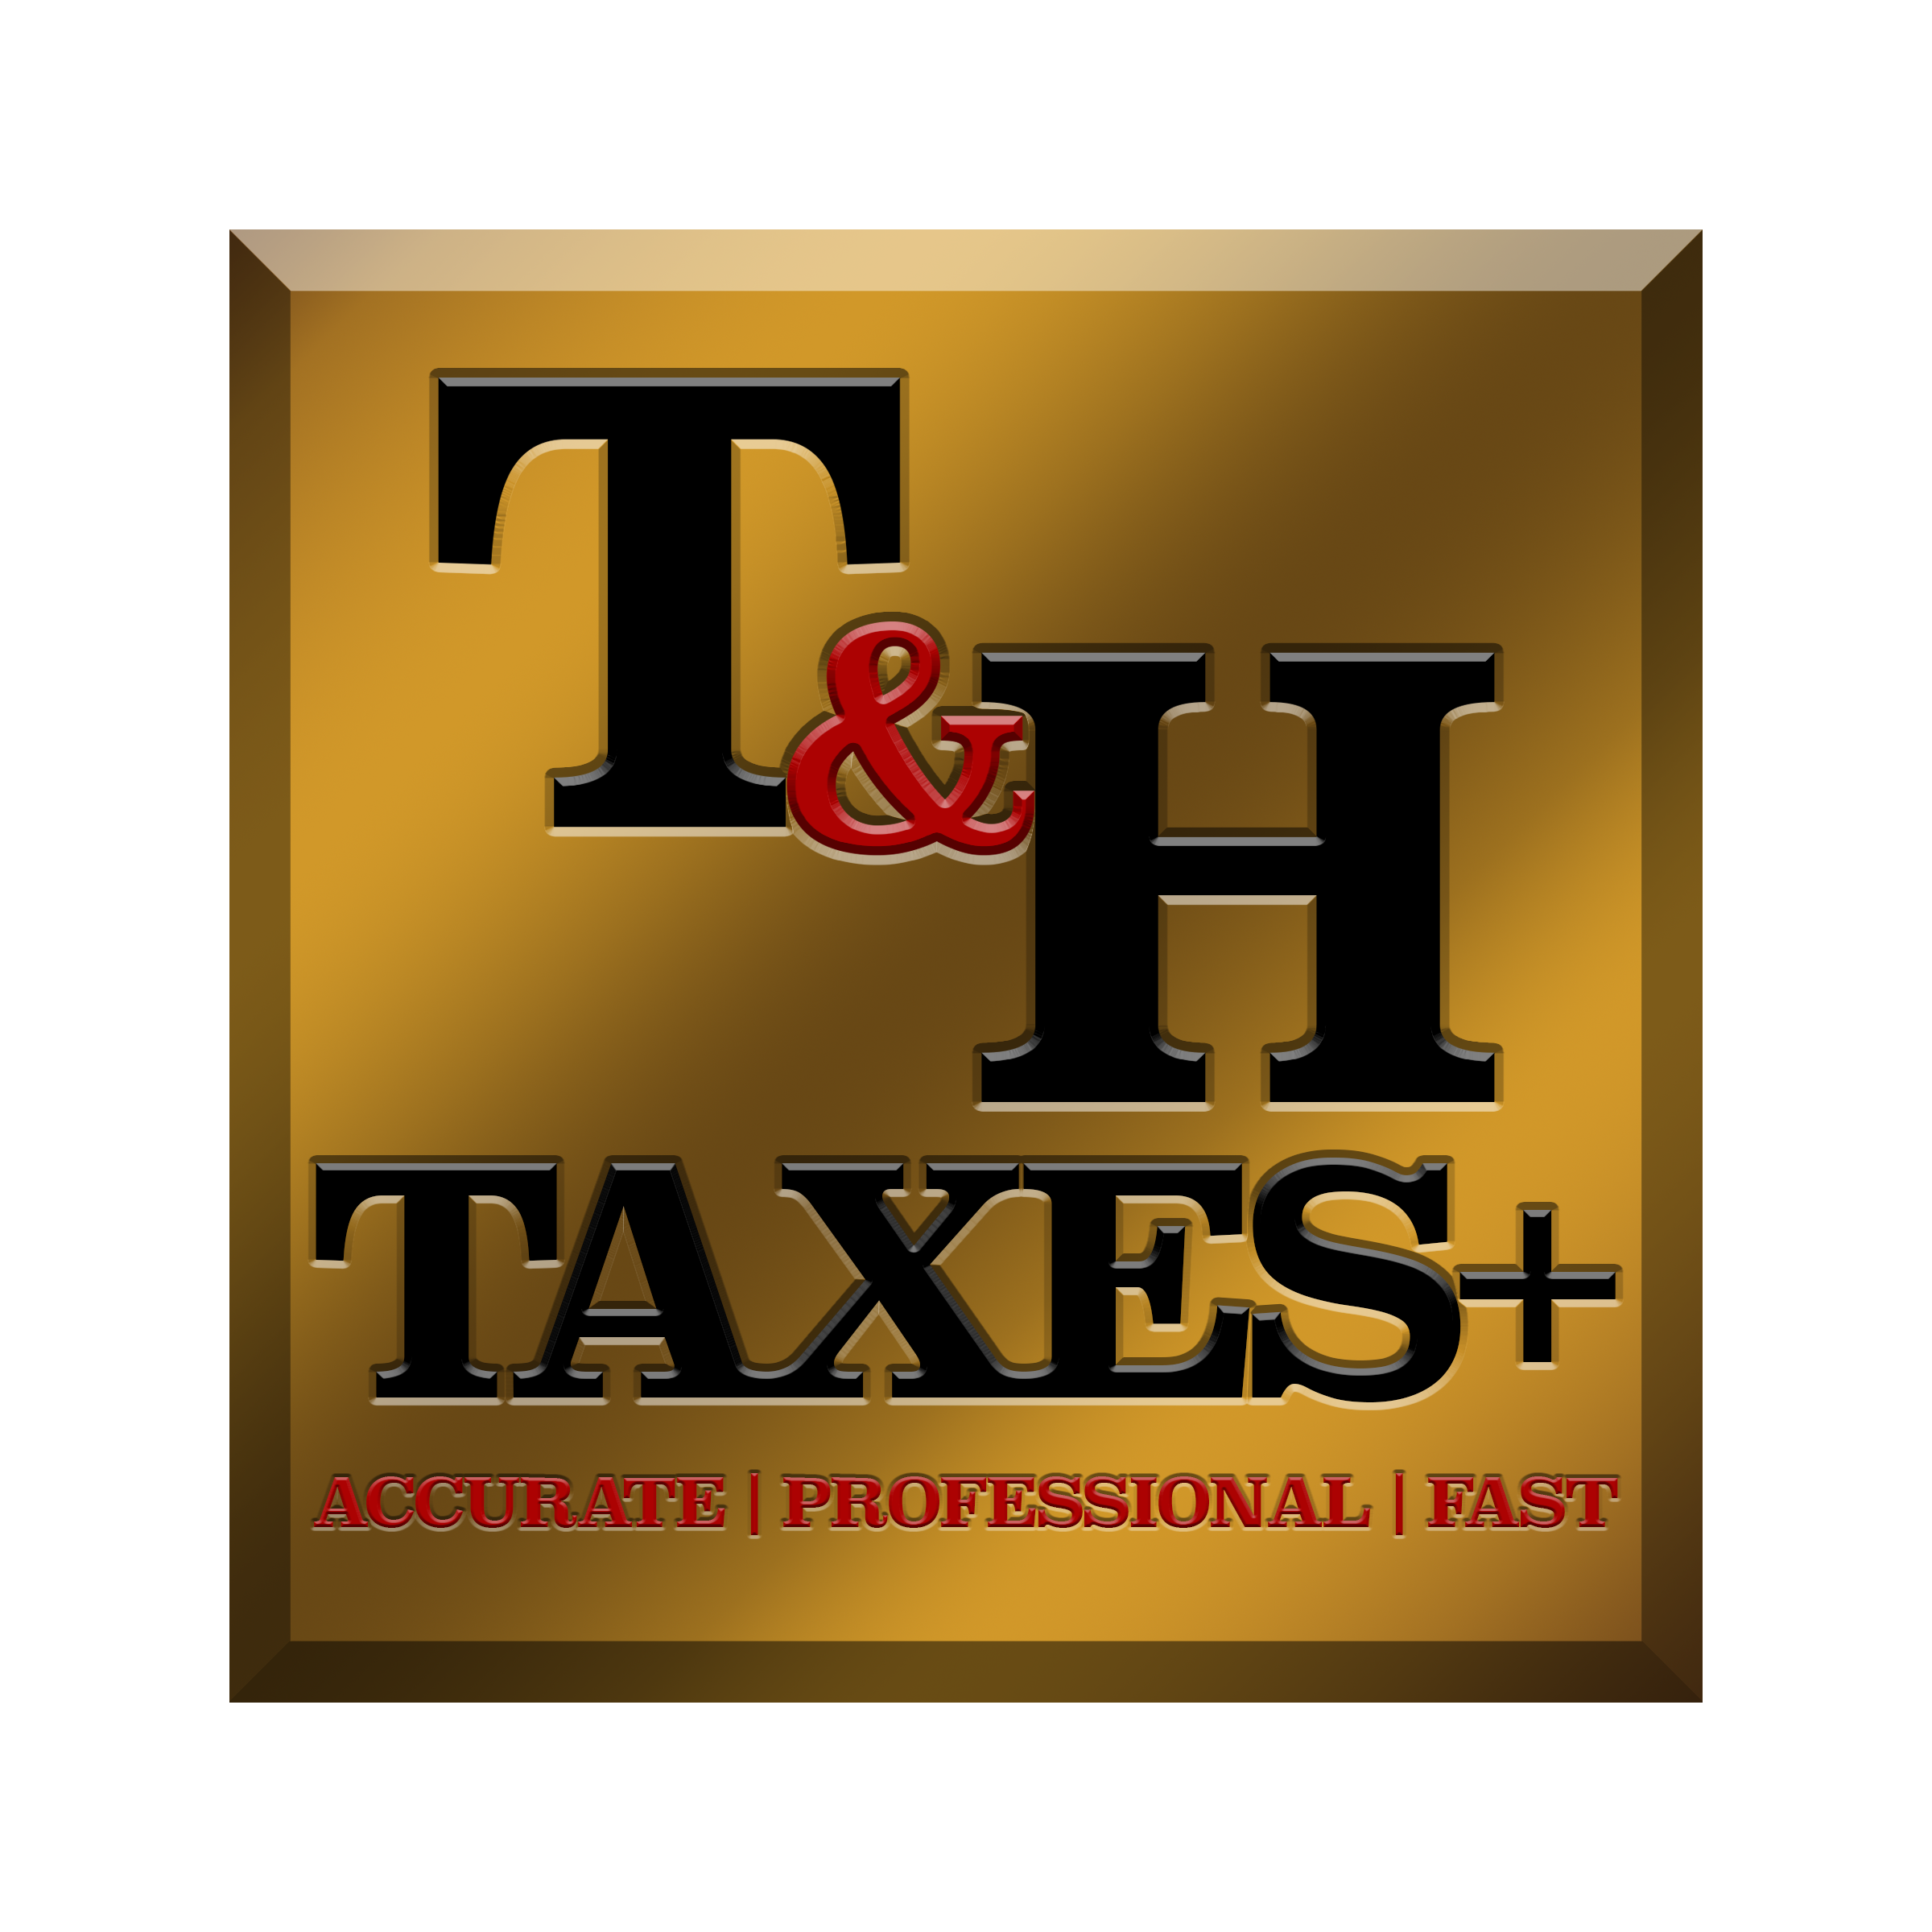 T&H
TAXES+
ACCURATE | PROFESSIONAL | FAST